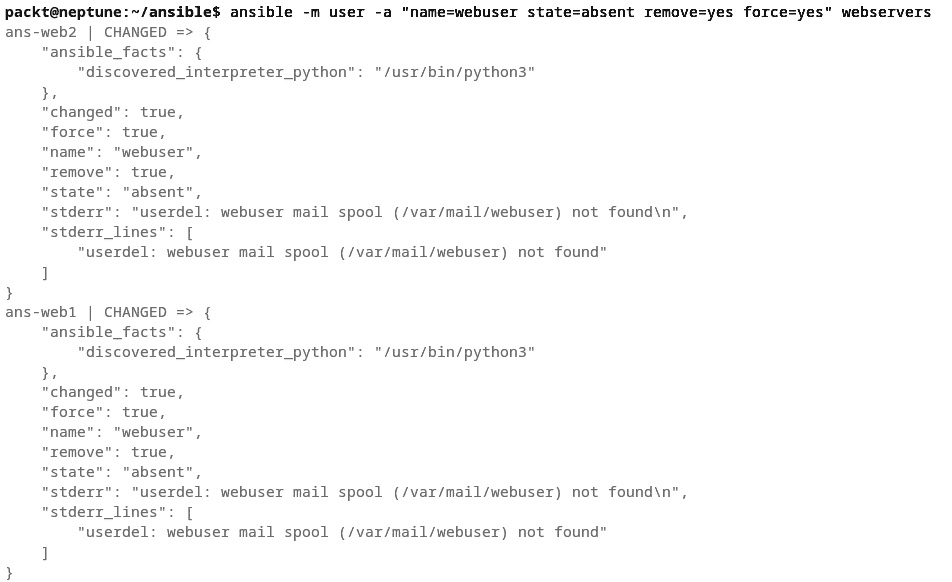 packt@neptune:~/ansible$ ansible -m user -a "name=webuser state=absent remove=yes force=yes" webservers
ans-web2 | CHANGED => {
    "ansible_facts": {
        "discovered_interpreter_python": "/usr/bin/python3"
    },
    "changed": true,
    "force": true,
    "name": "webuser",
    "remove": true,
    "state": "absent",
    "stderr": "userdel: webuser mail spool (/var/mail/webuser) not found\n",
    "stderr_lines": [
        "userdel: webuser mail spool (/var/mail/webuser) not found"
    ]
}
ans-web1 | CHANGED => {
    "ansible_facts": {
        "discovered_interpreter_python": "/usr/bin/python3"
    },
    "changed": true,
    "force": true,
    "name": "webuser",
    "remove": true,
    "state": "absent",
    "stderr": "userdel: webuser mail spool (/var/mail/webuser) not found\n",
    "stderr_lines": [
        "userdel: webuser mail spool (/var/mail/webuser) not found"
    ]
}